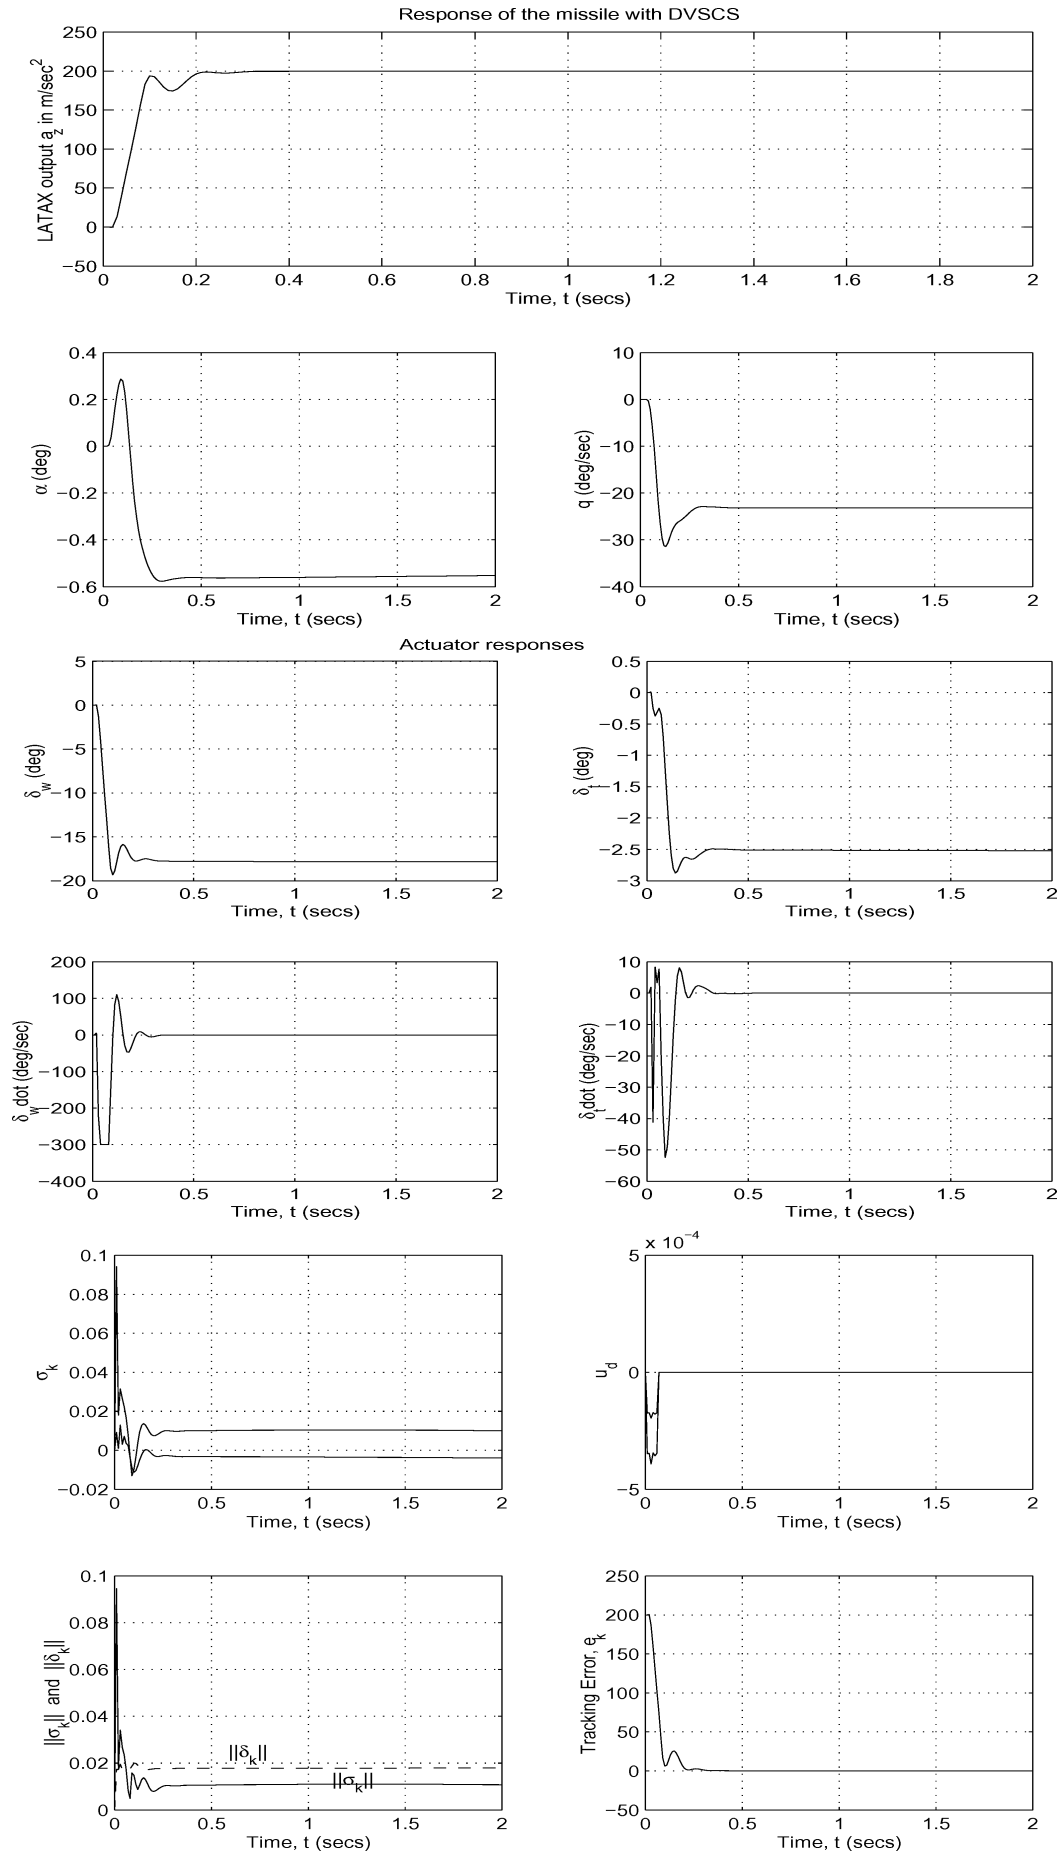 Response of the missile with DVSCS
LATAX output a_z in m/sec^2
250
200
150
100
50
0
−50
0 0.2 0.4 0.6 0.8 1 1.2 1.4 1.6 1.8 2
Time, t (secs)
α (deg)
0.4
0.2
0
−0.2
−0.4
−0.6
0 0.5 1 1.5 2
Time, t (secs)
q (deg/sec)
10
0
−10
−20
−30
−40
0 0.5 1 1.5 2
Time, t (secs)
Actuator responses
δ_w (deg)
5
0
−5
−10
−15
−20
0 0.5 1 1.5 2
Time, t (secs)
δ_t (deg)
0.5
0
−0.5
−1
−1.5
−2
−2.5
−3
0 0.5 1 1.5 2
Time, t (secs)
δ_w dot (deg/sec)
200
100
0
−100
−200
−300
−400
0 0.5 1 1.5 2
Time, t (secs)
δ_t dot (deg/sec)
10
0
−10
−20
−30
−40
−50
−60
0 0.5 1 1.5 2
Time, t (secs)
σ_k
0.1
0.08
0.06
0.04
0.02
0
−0.02
0 0.5 1 1.5 2
Time, t (secs)
x 10^−4
u_d
5
0
−5
0 0.5 1 1.5 2
Time, t (secs)
||σ_k|| and ||δ_k||
0.1
0.08
0.06
0.04
0.02
0
||δ_k||
||σ_k||
0 0.5 1 1.5 2
Time, t (secs)
Tracking Error, e_k
250
200
150
100
50
0
−50
0 0.5 1 1.5 2
Time, t (secs)